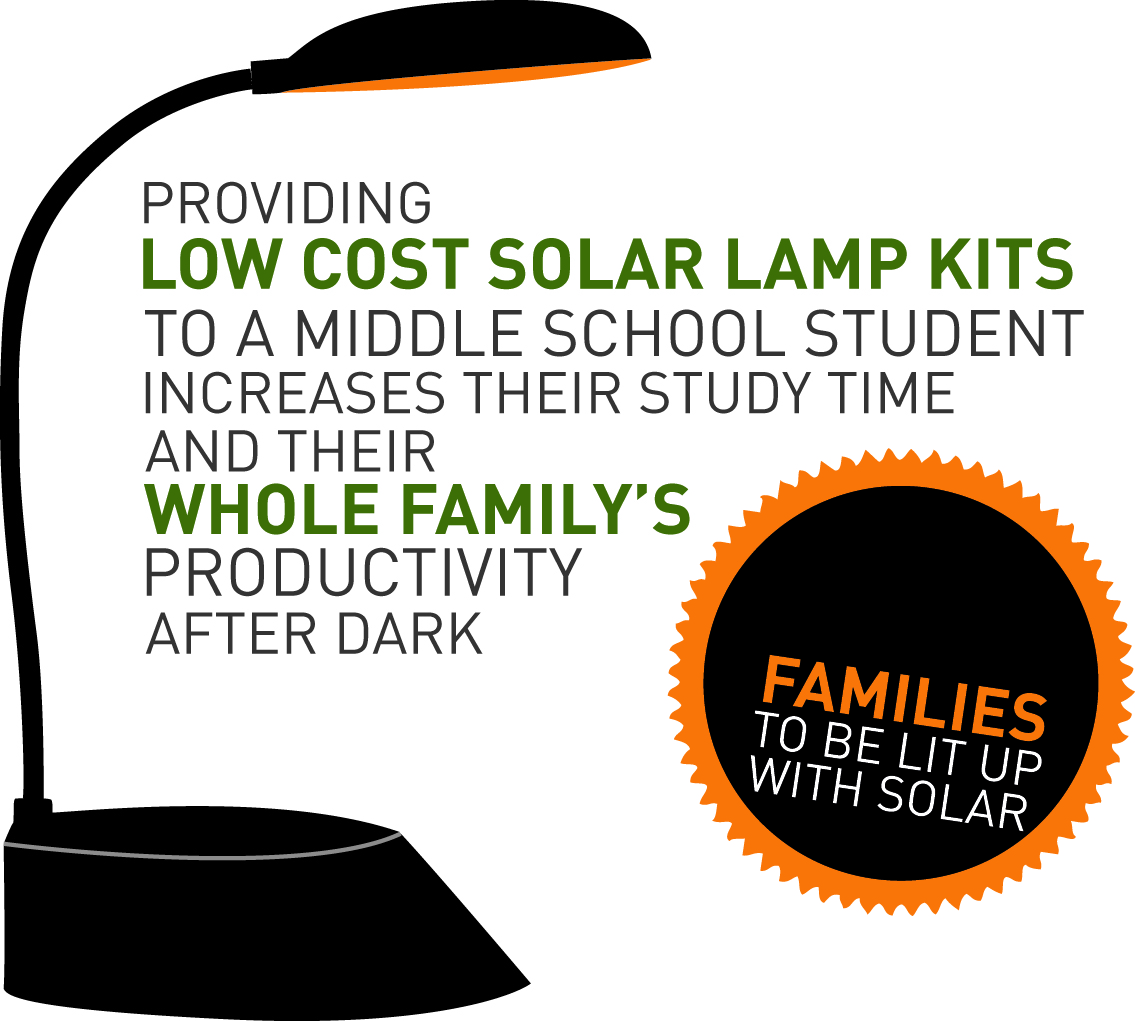 PROVIDING
LOW COST SOLAR LAMP KITS
TO A MIDDLE SCHOOL STUDENT
INCREASES THEIR STUDY TIME
AND THEIR
WHOLE FAMILY’S
PRODUCTIVITY
AFTER DARK
FAMILIES
TO BE LIT UP
WITH SOLAR